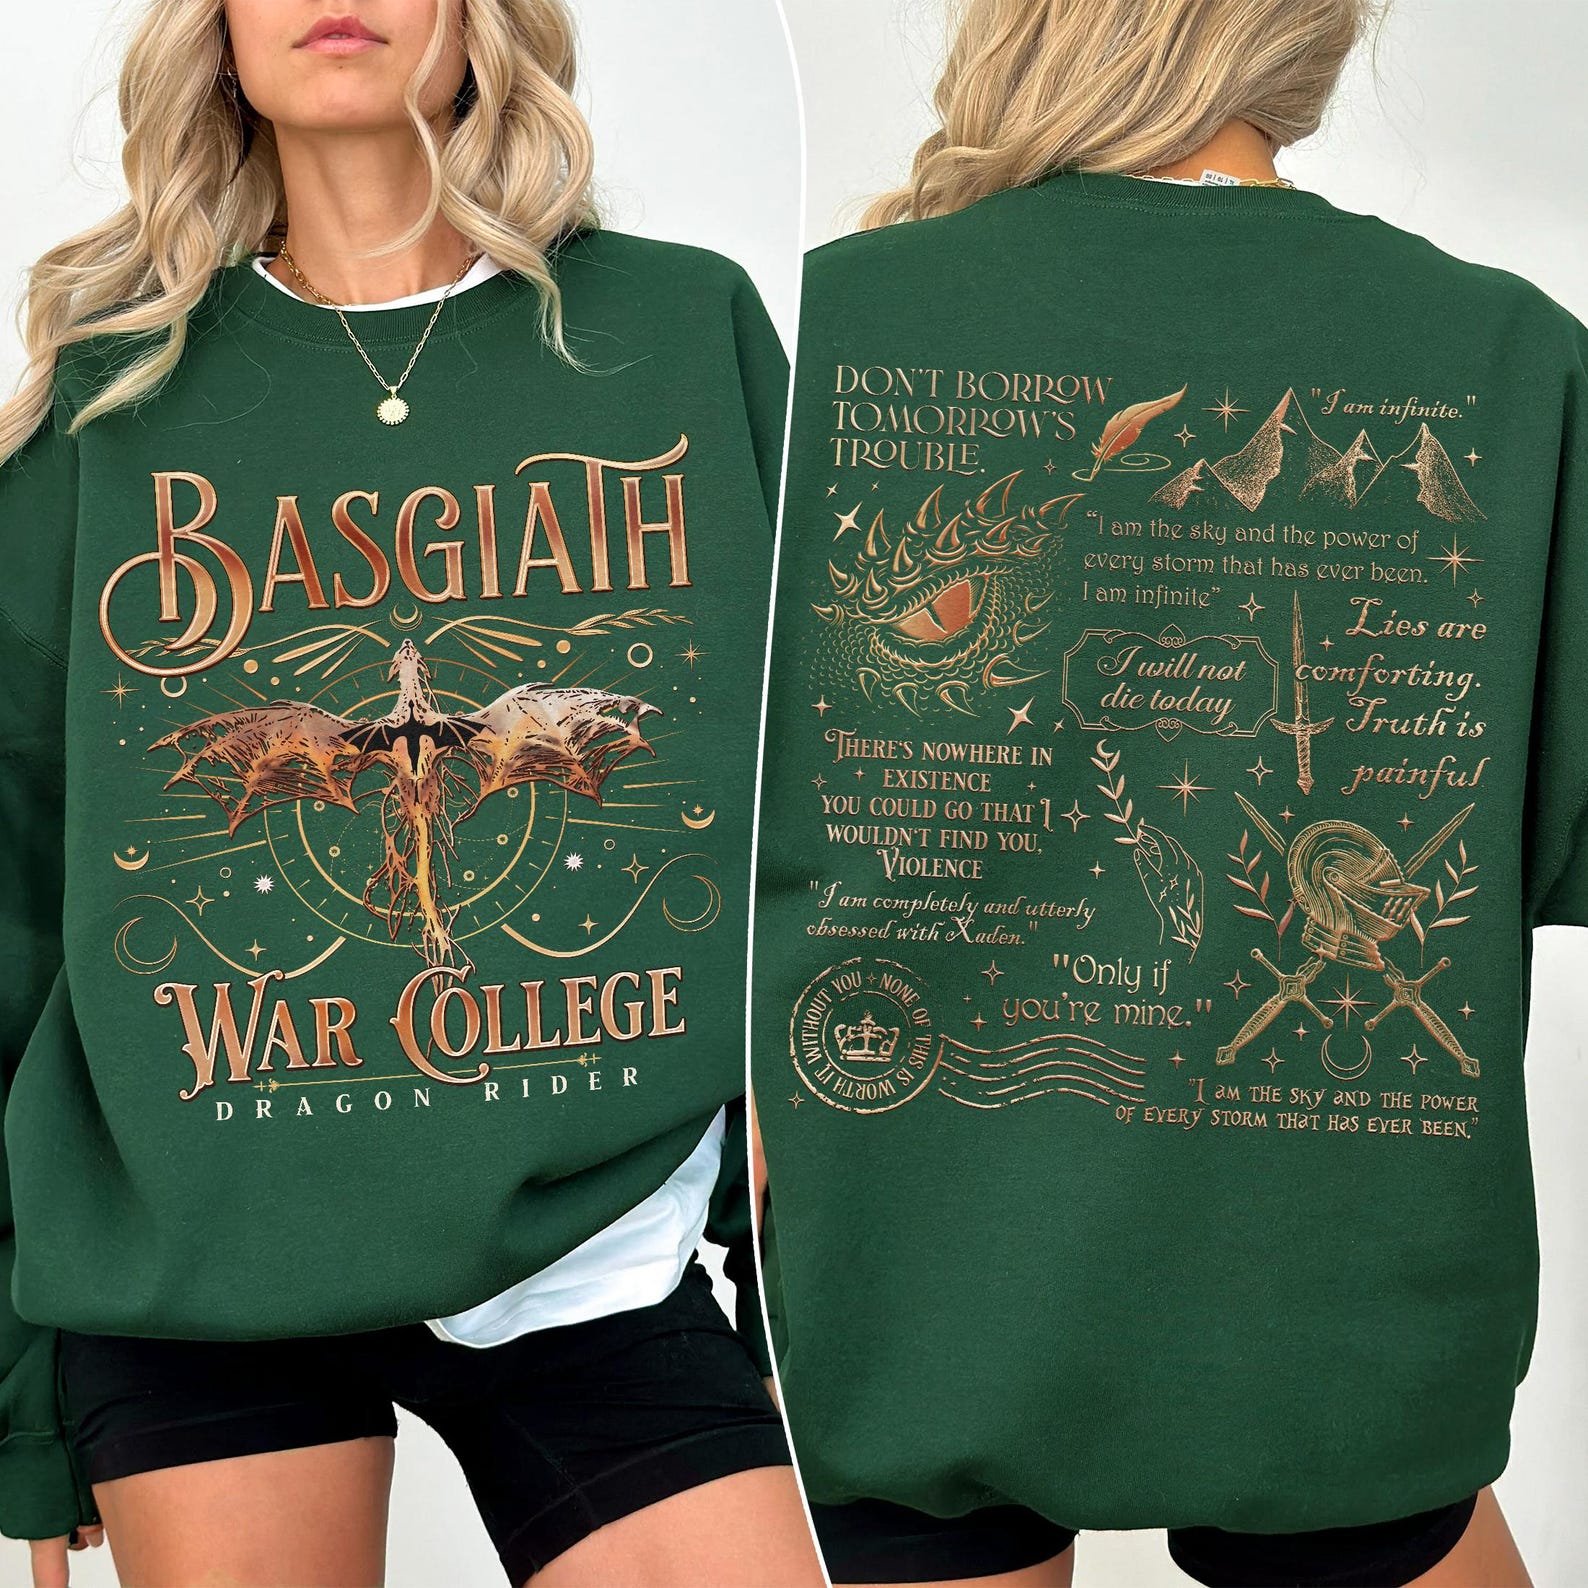 BASGIATH
WAR COLLEGE
DRAGON RIDER
DON'T BORROW
TOMORROW'S
TROUBLE.
"I am infinite."
"I am the sky and the power of
every storm that has ever been.
I am infinite"
I will not
die today
Lies are
comforting.
Truth is
painful
THERE'S NOWHERE IN
EXISTENCE
YOU COULD GO THAT I
WOULDN'T FIND YOU,
VIOLENCE
"I am completely and utterly
obsessed with Xaden."
"Only if
you're mine."
NONE OF THIS IS WORTH IT WITHOUT YOU
"I AM THE SKY AND THE POWER
OF EVERY STORM THAT HAS EVER BEEN."